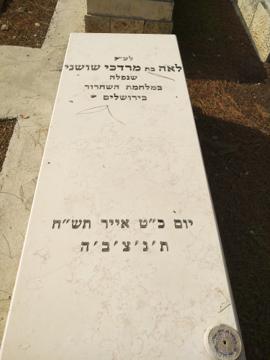 לע״נ
לאה בת מרדכי שושני
שנפלה
במלחמת השחרור
בירושלים
יום כ״ט אייר תש״ח
ת׳נ׳צ׳ב׳ה